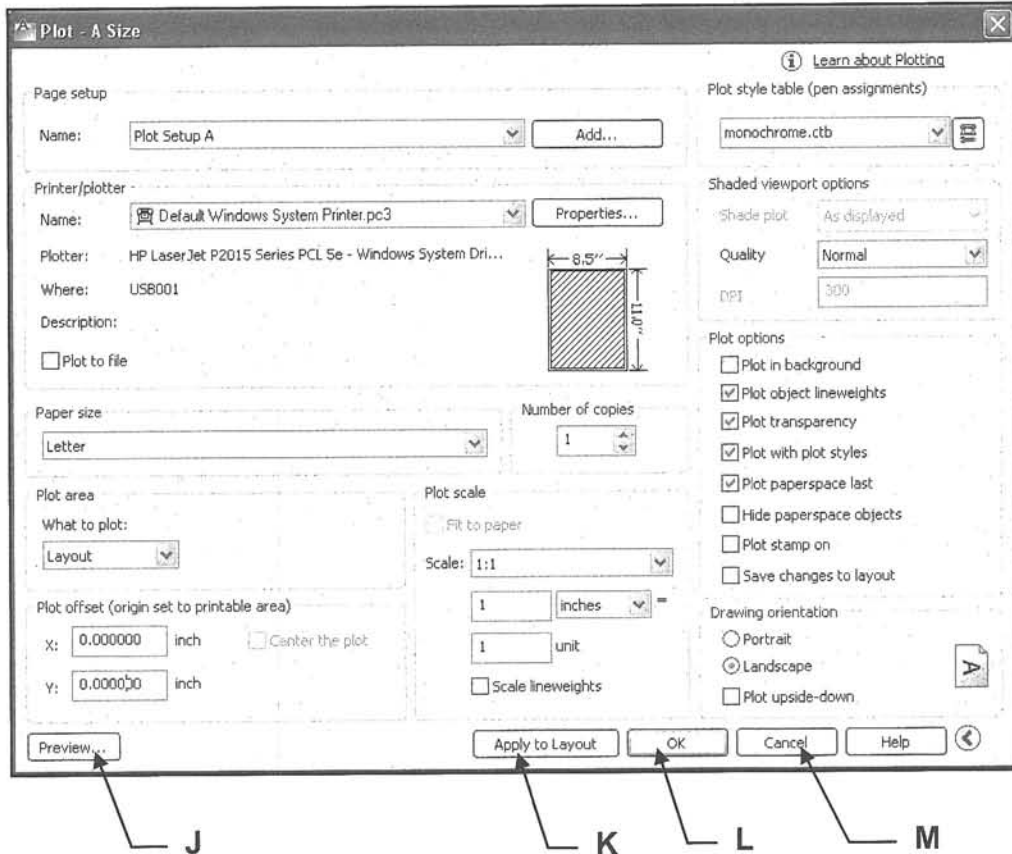 Plot - A Size
Learn about Plotting
Page setup
Name: Plot Setup A Add...
Plot style table (pen assignments)
monochrome.ctb
Printer/plotter
Name: Default Windows System Printer.pc3 Properties...
Plotter: HP LaserJet P2015 Series PCL 5e - Windows System Dri...
Where: USB001
Description:
Plot to file
8.5"
11.0"
Shaded viewport options
Shade plot As displayed
Quality Normal
DPI 300
Paper size
Letter
Number of copies
1
Plot options
Plot in background
Plot object lineweights
Plot transparency
Plot with plot styles
Plot paperspace last
Hide paperspace objects
Plot stamp on
Save changes to layout
Plot area
What to plot:
Layout
Plot scale
Fit to paper
Scale: 1:1
1 inches =
1 unit
Scale lineweights
Plot offset (origin set to printable area)
X: 0.000000 inch Center the plot
Y: 0.000000 inch
Drawing orientation
Portrait
Landscape
Plot upside-down
A
Preview... Apply to Layout OK Cancel Help
J K L M